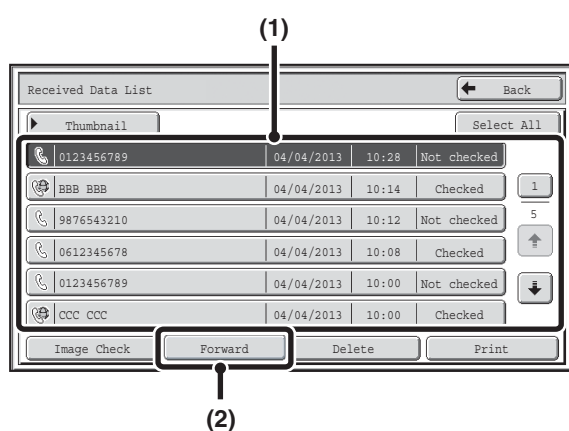 (1)
Received Data List Back
Thumbnail Select All
0123456789 04/04/2013 10:28 Not checked
BBB BBB 04/04/2013 10:14 Checked 1
9876543210 04/04/2013 10:12 Not checked 5
0612345678 04/04/2013 10:08 Checked
0123456789 04/04/2013 10:00 Not checked
CCC CCC 04/04/2013 10:00 Checked
Image Check Forward Delete Print
(2)